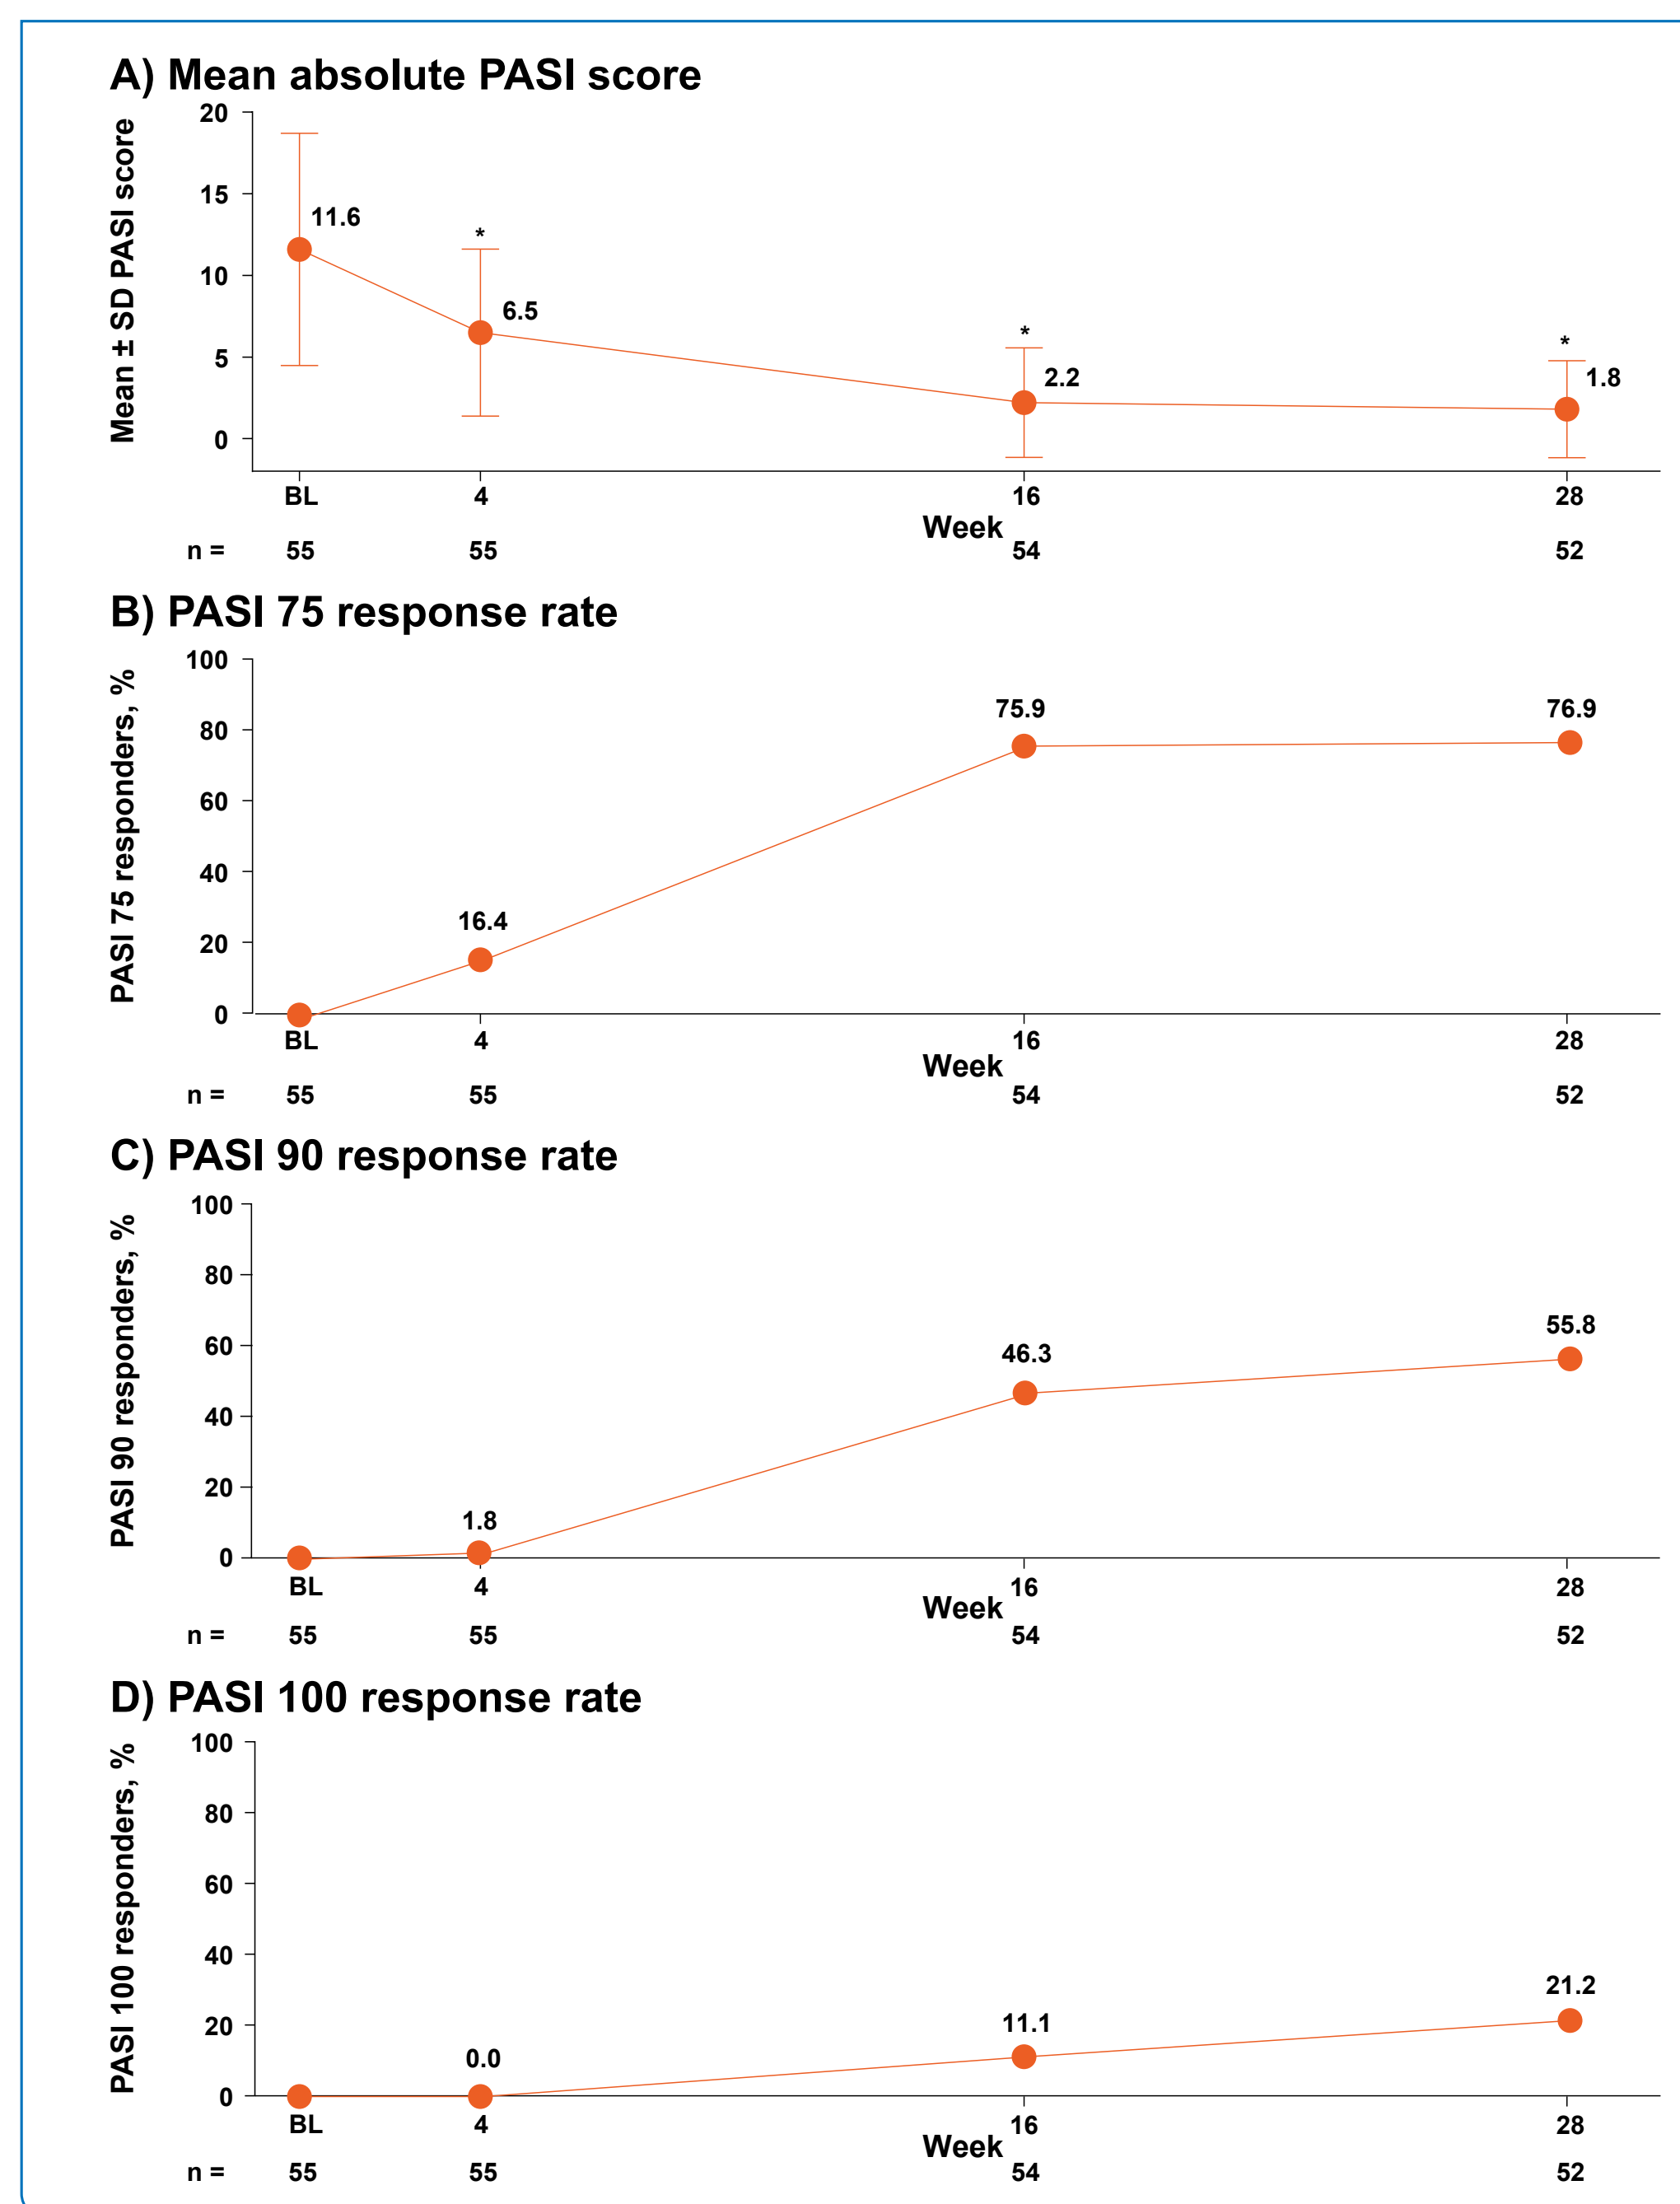 A) Mean absolute PASI score
Mean ± SD PASI score
20
15
10
5
0
11.6
*
6.5
*
2.2
*
1.8
BL 4 16 28
Week
n = 55 55 54 52
B) PASI 75 response rate
PASI 75 responders, %
100
80
60
40
20
0
16.4
75.9
76.9
BL 4 16 28
Week
n = 55 55 54 52
C) PASI 90 response rate
PASI 90 responders, %
100
80
60
40
20
0
1.8
46.3
55.8
BL 4 16 28
Week
n = 55 55 54 52
D) PASI 100 response rate
PASI 100 responders, %
100
80
60
40
20
0
0.0
11.1
21.2
BL 4 16 28
Week
n = 55 55 54 52